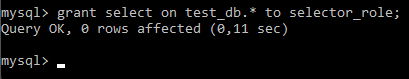 mysql> grant select on test_db.* to selector_role;
Query OK, 0 rows affected (0,11 sec)
mysql> _